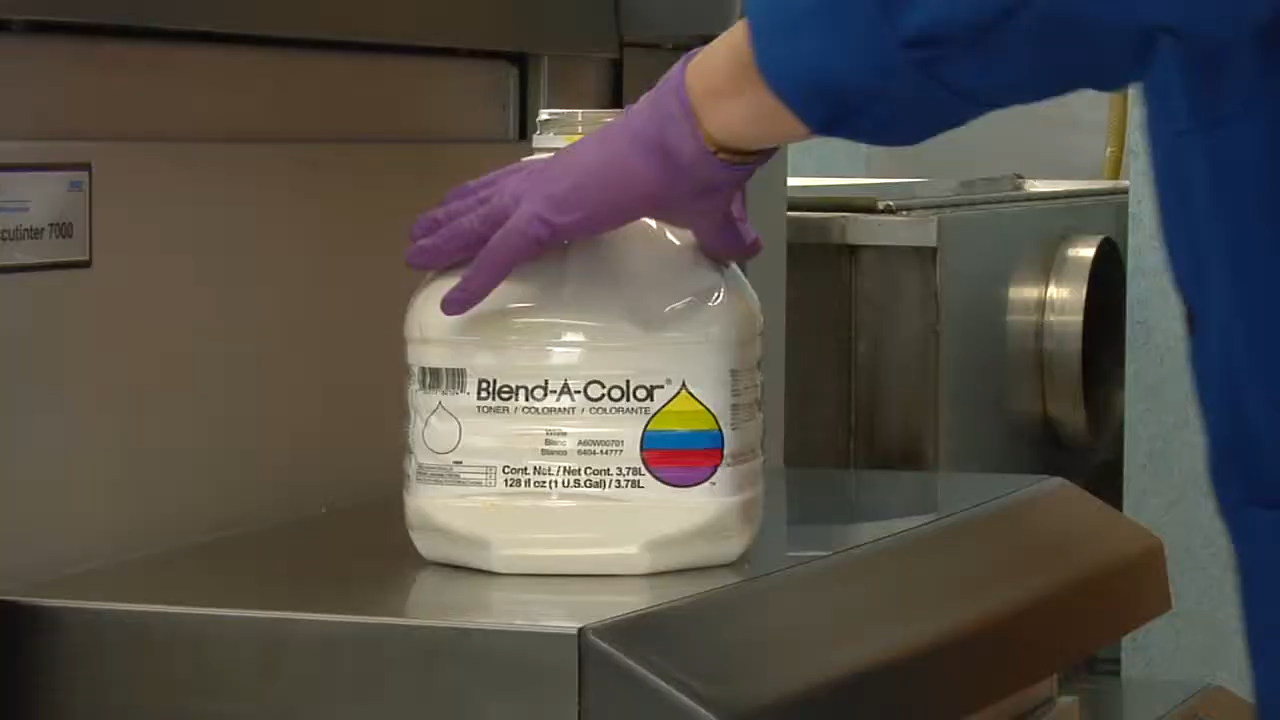 cutinter 7000
Blend-A-Color®
TONER / COLORANT / COLORANTE
Blanc A60W00701
Blanco 6404-14777
Cont. Net. / Net Cont. 3,78L
128 fl oz (1 U.S.Gal) / 3.78L
TM